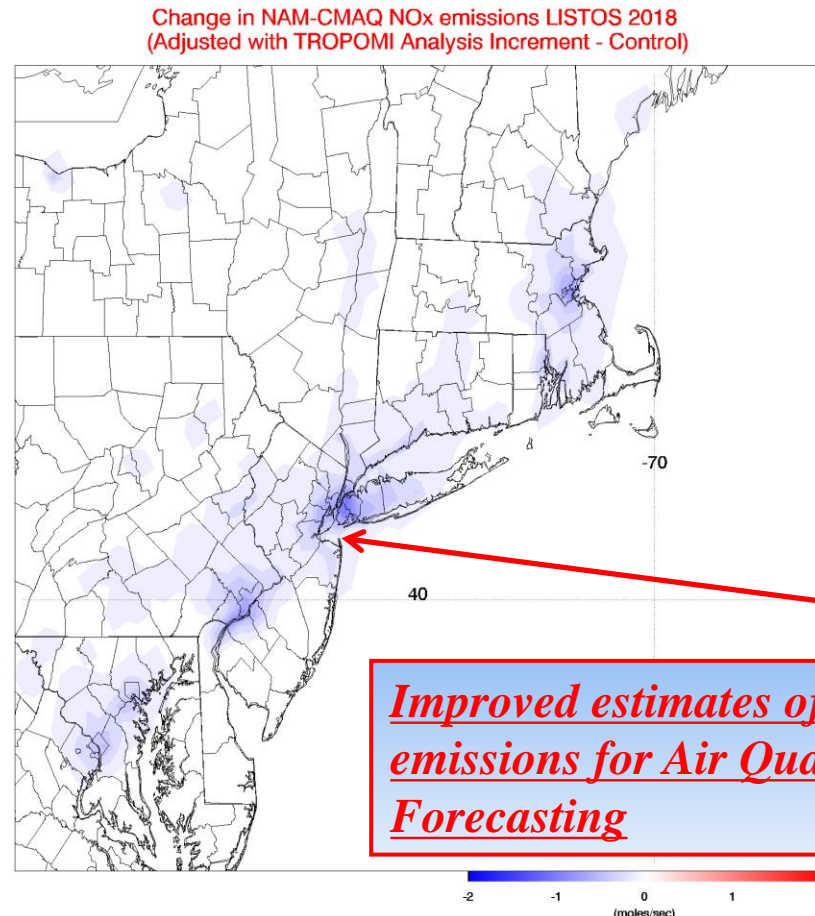 Change in NAM-CMAQ NOx emissions LISTOS 2018
(Adjusted with TROPOMI Analysis Increment - Control)
-70
40
Improved estimates of
emissions for Air
Forecasting
-2 -1 0 1
(moles/sec)